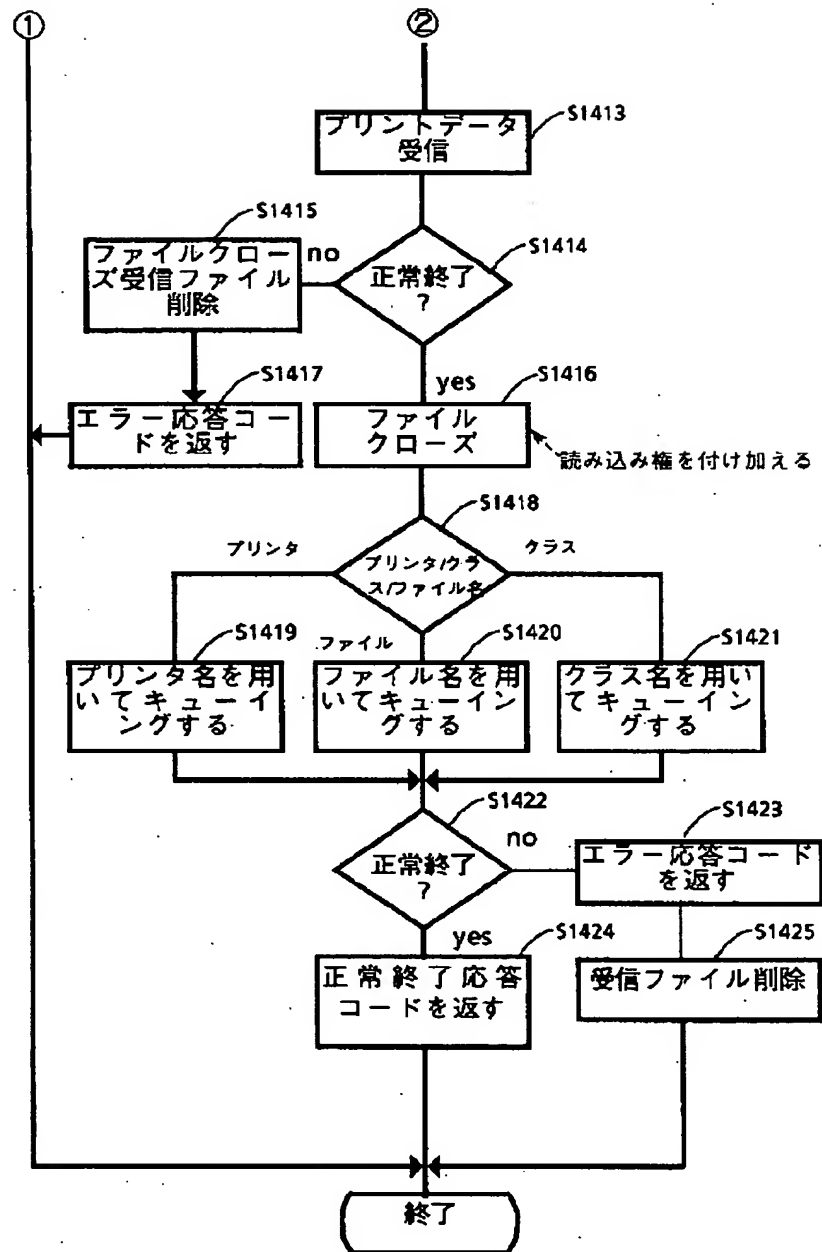 ①
②
S1413
プリントデータ
受信
S1415
ファイルクロー
ズ受信ファイル
削除
no
S1414
正常終了
?
S1417
エラー応答コー
ドを返す
yes
S1416
ファイル
クローズ
読み込み権を付け加える
S1418
プリンタ
プリンタ/クラ
ス/ファイル名
クラス
S1419
プリンタ名を用
いてキューイ
ングする
ファイル
S1420
ファイル名を用
いてキューイ
ングする
S1421
クラス名を用い
てキューイン
グする
S1422
正常終了
?
no
S1423
エラー応答コード
を返す
yes
S1424
正常終了応答
コードを返す
S1425
受信ファイル削除
終了